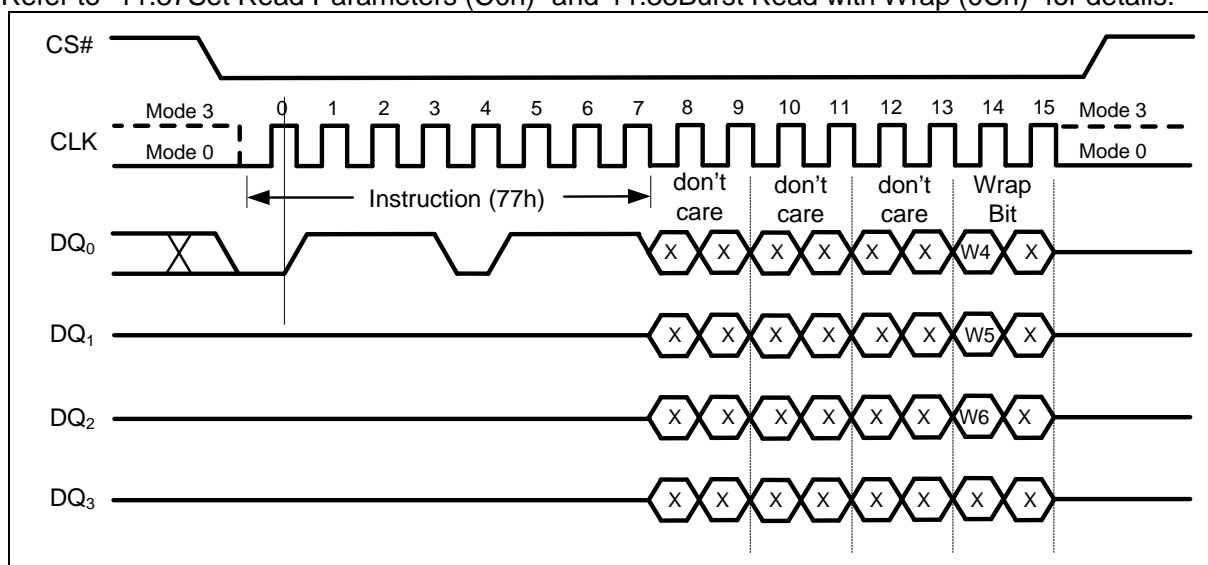 Refer to "11.37Set Read Parameters (C0h)" and"11.38Burst Read with Wrap (0Ch)" for details.
CS#
Mode 3 0 1 2 3 4 5 6 7 8 9 10 11 12 13 14 15 Mode 3
CLK
Mode 0 Mode 0
Instruction (77h) don't care don't care don't care Wrap Bit
DQ0 X X X X X X W4 X
DQ1 X X X X X X W5 X
DQ2 X X X X X X W6 X
DQ3 X X X X X X X X